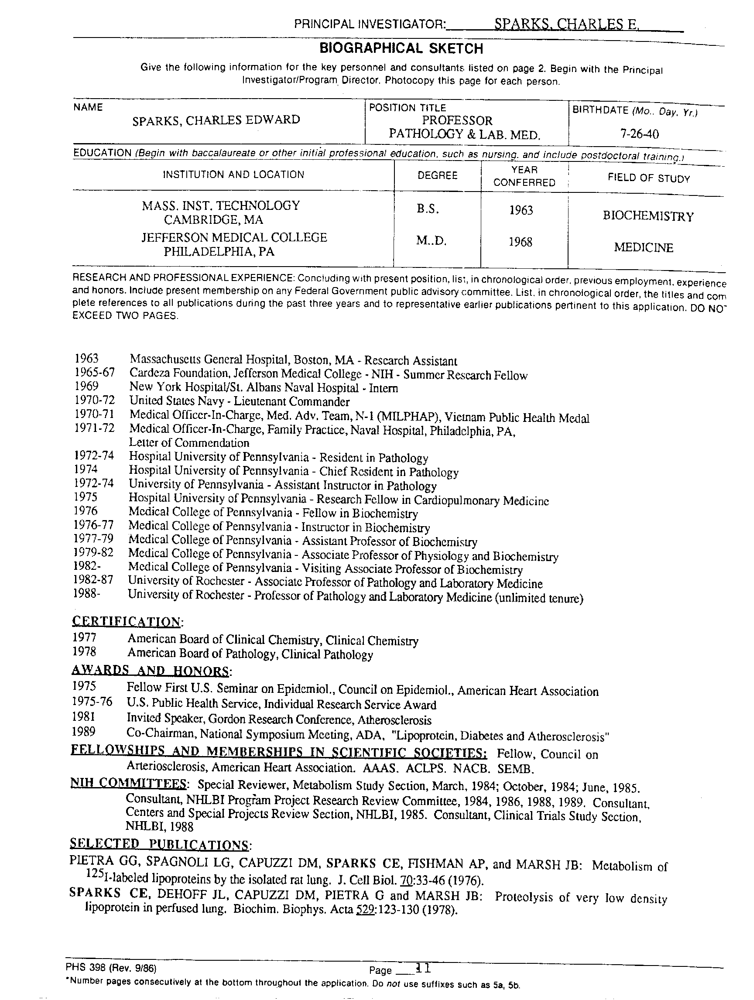 PRINCIPAL INVESTIGATOR: SPARKS, CHARLES E.
BIOGRAPHICAL SKETCH
Give the following information for the key personnel and consultants listed on page 2. Begin with the Principal
Investigator/Program Director. Photocopy this page for each person.
NAME
SPARKS, CHARLES EDWARD
POSITION TITLE
PROFESSOR
PATHOLOGY & LAB. MED.
BIRTHDATE (Mo., Day, Yr.)
7-26-40
EDUCATION (Begin with baccalaureate or other initial professional education, such as nursing, and include postdoctoral training.)
INSTITUTION AND LOCATION DEGREE YEAR CONFERRED FIELD OF STUDY
MASS. INST. TECHNOLOGY
CAMBRIDGE, MA
B.S. 1963 BIOCHEMISTRY
JEFFERSON MEDICAL COLLEGE
PHILADELPHIA, PA
M..D. 1968 MEDICINE
RESEARCH AND PROFESSIONAL EXPERIENCE: Concluding with present position, list, in chronological order, previous employment, experience
and honors. Include present membership on any Federal Government public advisory committee. List, in chronological order, the titles and com
plete references to all publications during the past three years and to representative earlier publications pertinent to this application. DO NO
EXCEED TWO PAGES.
1963 Massachusetts General Hospital, Boston, MA - Research Assistant
1965-67 Cardeza Foundation, Jefferson Medical College - NIH - Summer Research Fellow
1969 New York Hospital/St. Albans Naval Hospital - Intern
1970-72 United States Navy - Lieutenant Commander
1970-71 Medical Officer-In-Charge, Med. Adv. Team, N-1 (MILPHAP), Vietnam Public Health Medal
1971-72 Medical Officer-In-Charge, Family Practice, Naval Hospital, Philadelphia, PA,
Letter of Commendation
1972-74 Hospital University of Pennsylvania - Resident in Pathology
1974 Hospital University of Pennsylvania - Chief Resident in Pathology
1972-74 University of Pennsylvania - Assistant Instructor in Pathology
1975 Hospital University of Pennsylvania - Research Fellow in Cardiopulmonary Medicine
1976 Medical College of Pennsylvania - Fellow in Biochemistry
1976-77 Medical College of Pennsylvania - Instructor in Biochemistry
1977-79 Medical College of Pennsylvania - Assistant Professor of Biochemistry
1979-82 Medical College of Pennsylvania - Associate Professor of Physiology and Biochemistry
1982- Medical College of Pennsylvania - Visiting Associate Professor of Biochemistry
1982-87 University of Rochester - Associate Professor of Pathology and Laboratory Medicine
1988- University of Rochester - Professor of Pathology and Laboratory Medicine (unlimited tenure)
CERTIFICATION:
1977 American Board of Clinical Chemistry, Clinical Chemistry
1978 American Board of Pathology, Clinical Pathology
AWARDS AND HONORS:
1975 Fellow First U.S. Seminar on Epidemiol., Council on Epidemiol., American Heart Association
1975-76 U.S. Public Health Service, Individual Research Service Award
1981 Invited Speaker, Gordon Research Conference, Atherosclerosis
1989 Co-Chairman, National Symposium Meeting, ADA, "Lipoprotein, Diabetes and Atherosclerosis"
FELLOWSHIPS AND MEMBERSHIPS IN SCIENTIFIC SOCIETIES: Fellow, Council on
Arteriosclerosis, American Heart Association. AAAS. ACLPS. NACB. SEMB.
NIH COMMITTEES: Special Reviewer, Metabolism Study Section, March, 1984; October, 1984; June, 1985.
Consultant, NHLBI Program Project Research Review Committee, 1984, 1986, 1988, 1989. Consultant,
Centers and Special Projects Review Section, NHLBI, 1985. Consultant, Clinical Trials Study Section,
NHLBI, 1988
SELECTED PUBLICATIONS:
PIETRA GG, SPAGNOLI LG, CAPUZZI DM, SPARKS CE, FISHMAN AP, and MARSH JB: Metabolism of
125I-labeled lipoproteins by the isolated rat lung. J. Cell Biol. 70:33-46 (1976).
SPARKS CE, DEHOFF JL, CAPUZZI DM, PIETRA G and MARSH JB: Proteolysis of very low density
lipoprotein in perfused lung. Biochim. Biophys. Acta 529:123-130 (1978).
PHS 398 (Rev. 9/86) Page 11
*Number pages consecutively at the bottom throughout the application. Do not use suffixes such as 5a, 5b.